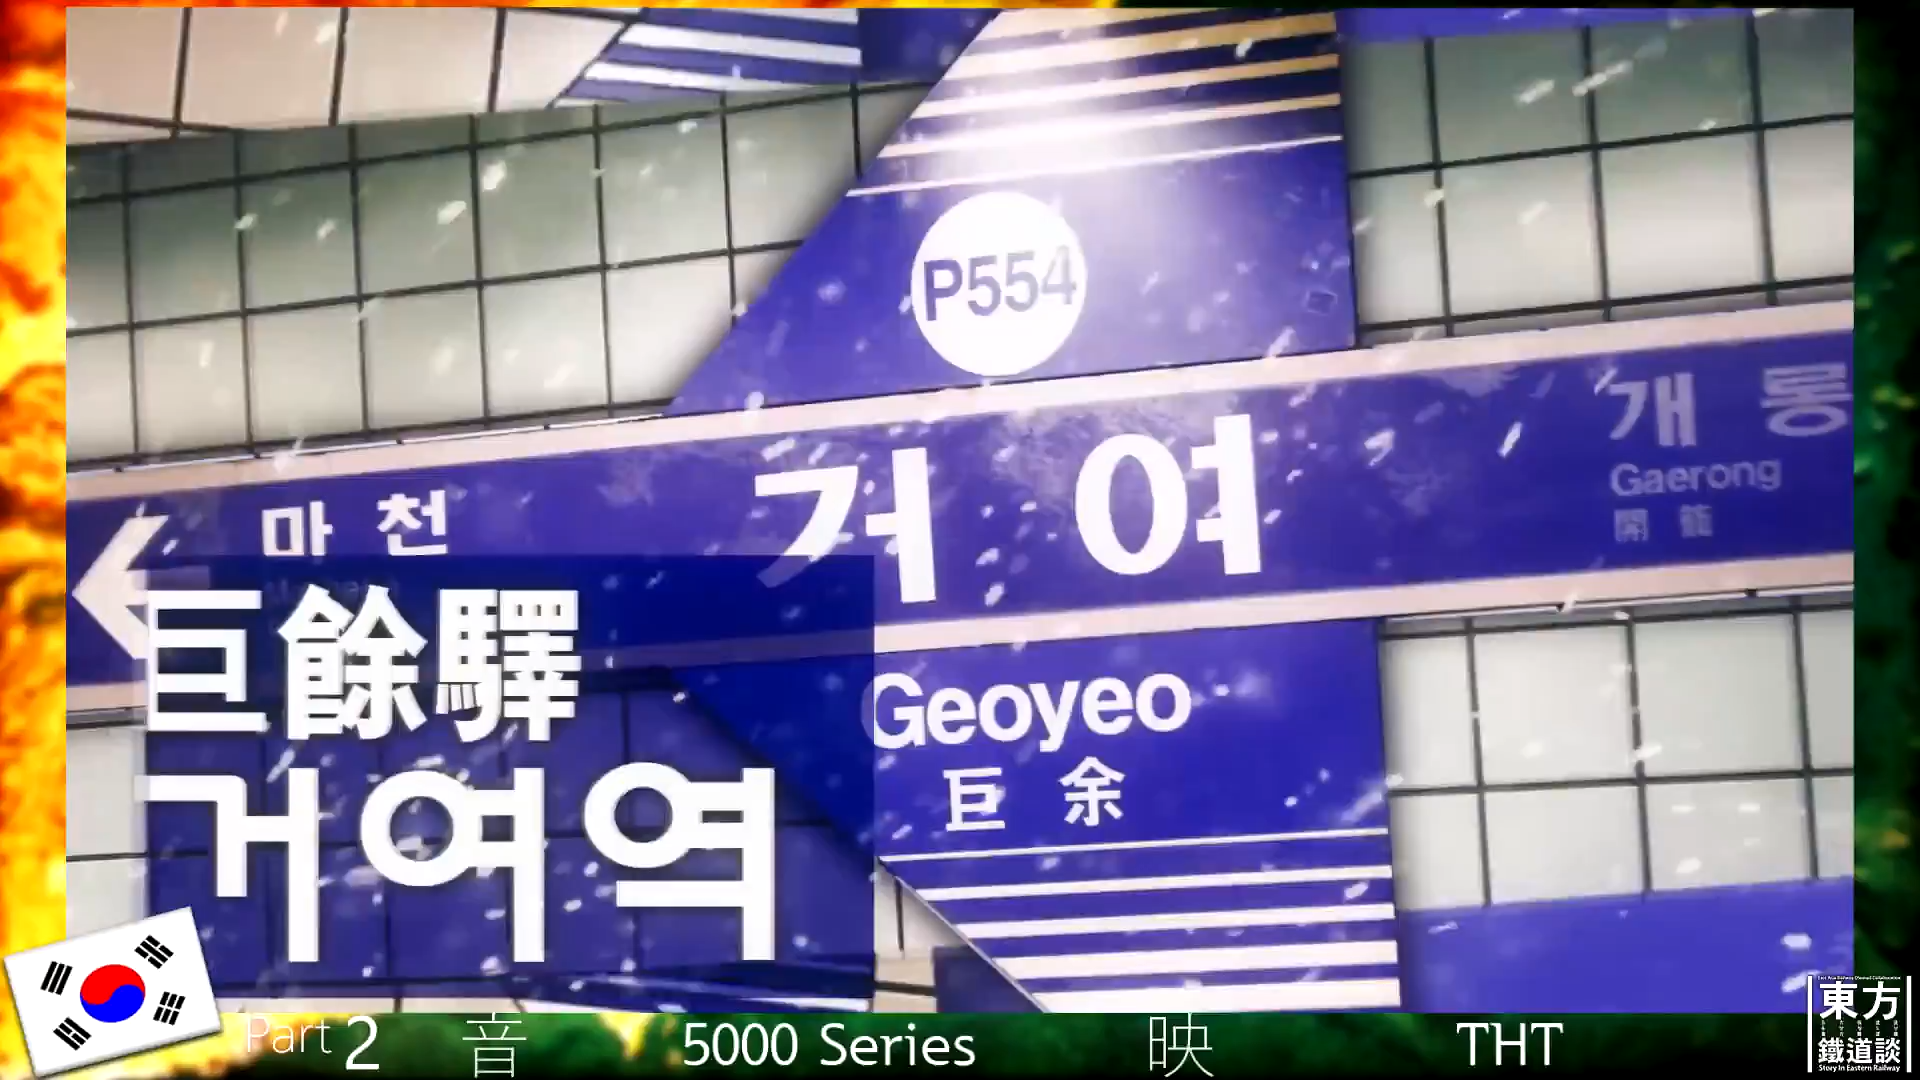 P554
개 롱
Gaerong
開 籠
마 천
거 여
巨餘驛
거여역
Geoyeo
巨 余
Part 2 音 5000 Series 映 THT
東方
鐵道談
Story In Eastern Railway